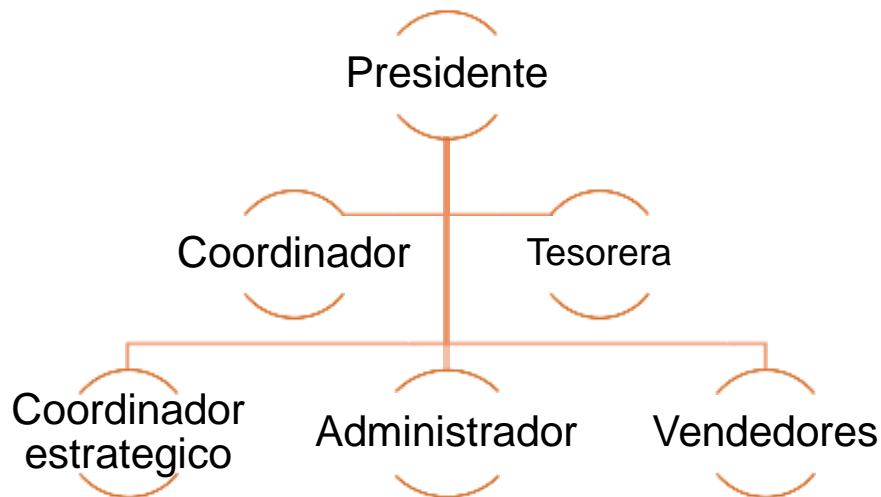 Presidente
Coordinador
Tesorera
Coordinador
estrategico
Administrador
Vendedores